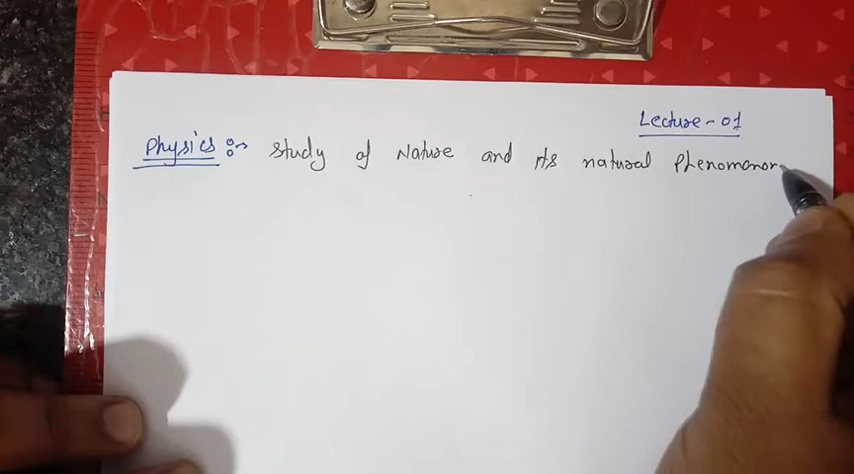 Lecture - 01
Physics :→ study of Nature and its natural Phenomenon